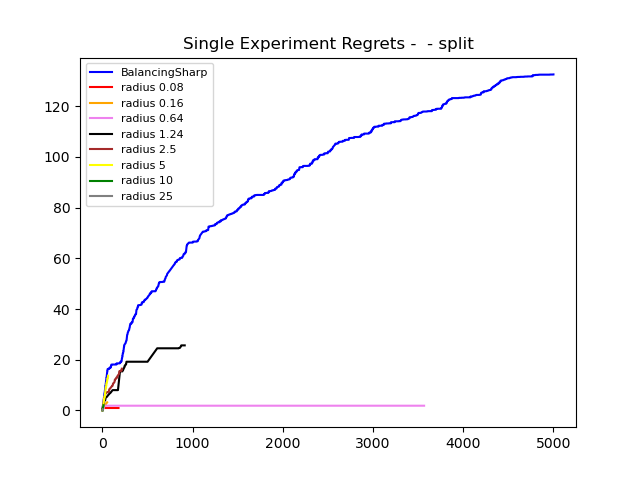 Single Experiment Regrets -  - split
BalancingSharp
radius 0.08
radius 0.16
radius 0.64
radius 1.24
radius 2.5
radius 5
radius 10
radius 25
120
100
80
60
40
20
0
0 1000 2000 3000 4000 5000